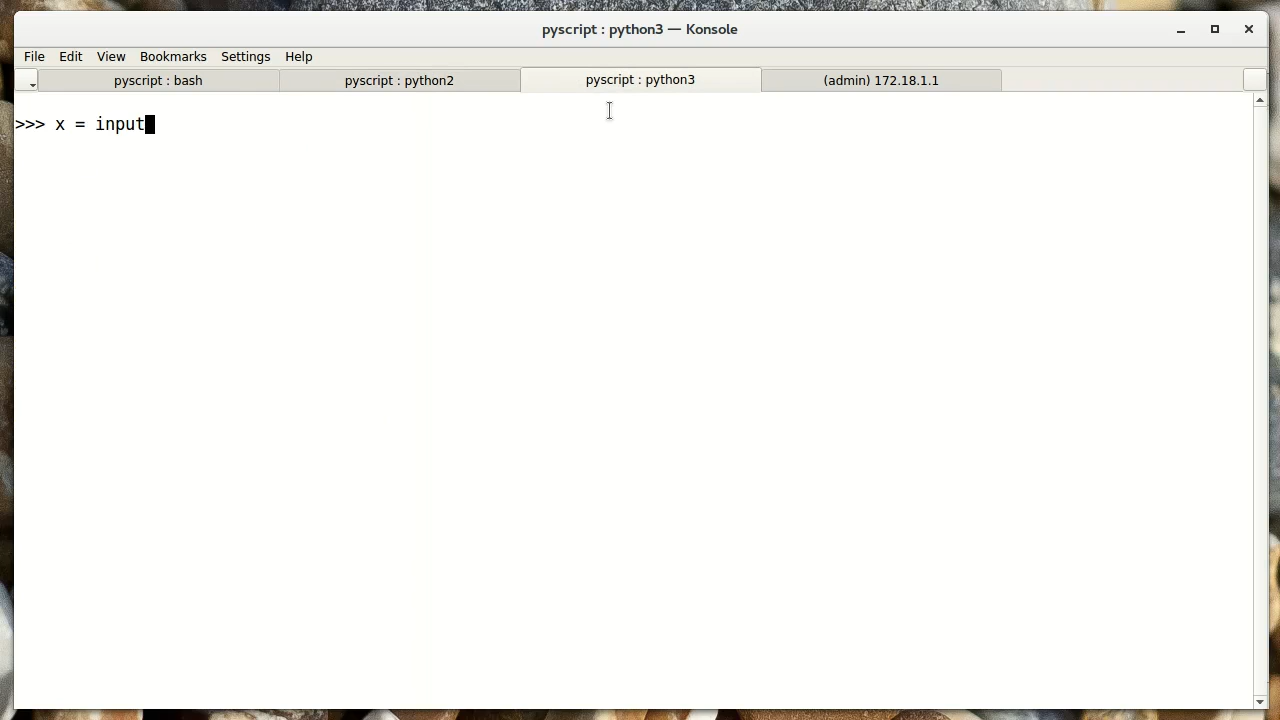 pyscript : python3 — Konsole
File Edit View Bookmarks Settings Help
pyscript : bash pyscript : python2 pyscript : python3 (admin) 172.18.1.1
>>> x = input